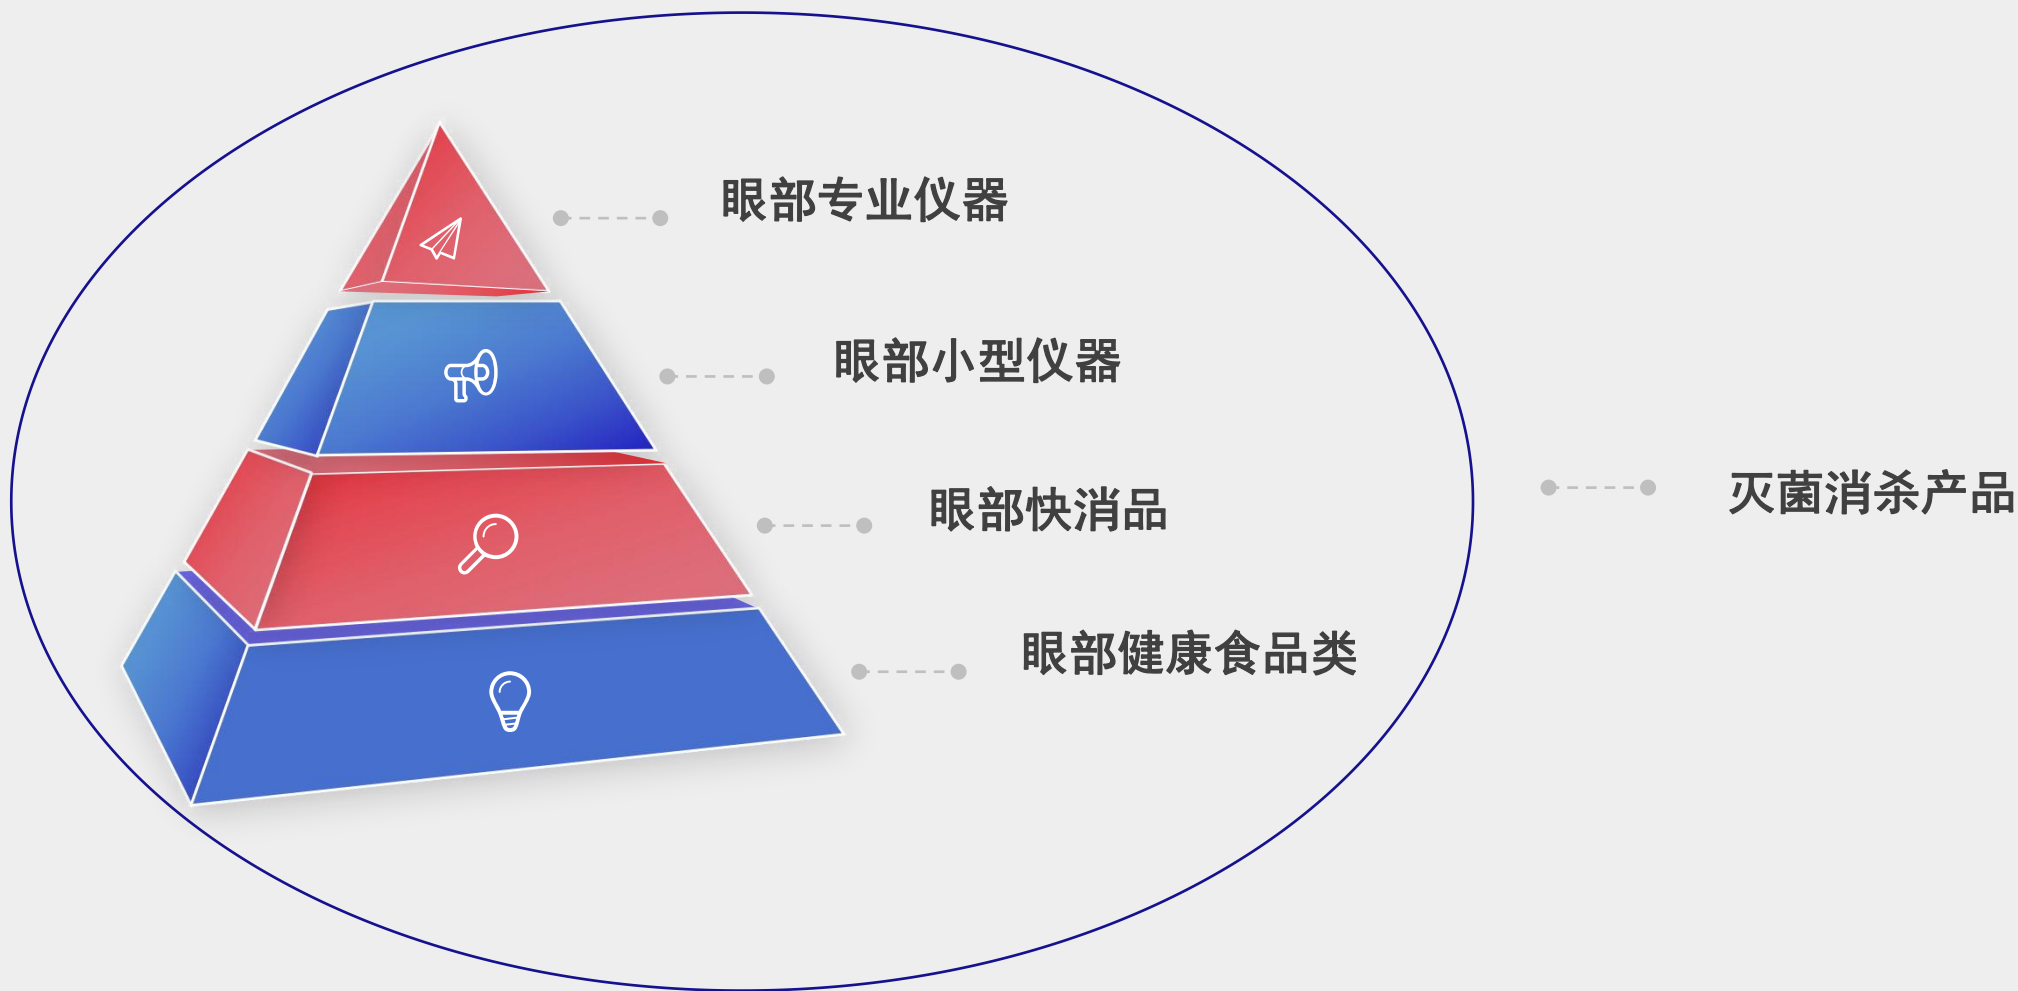 眼部专业仪器
眼部小型仪器
眼部快消品
眼部健康食品类
灭菌消杀产品